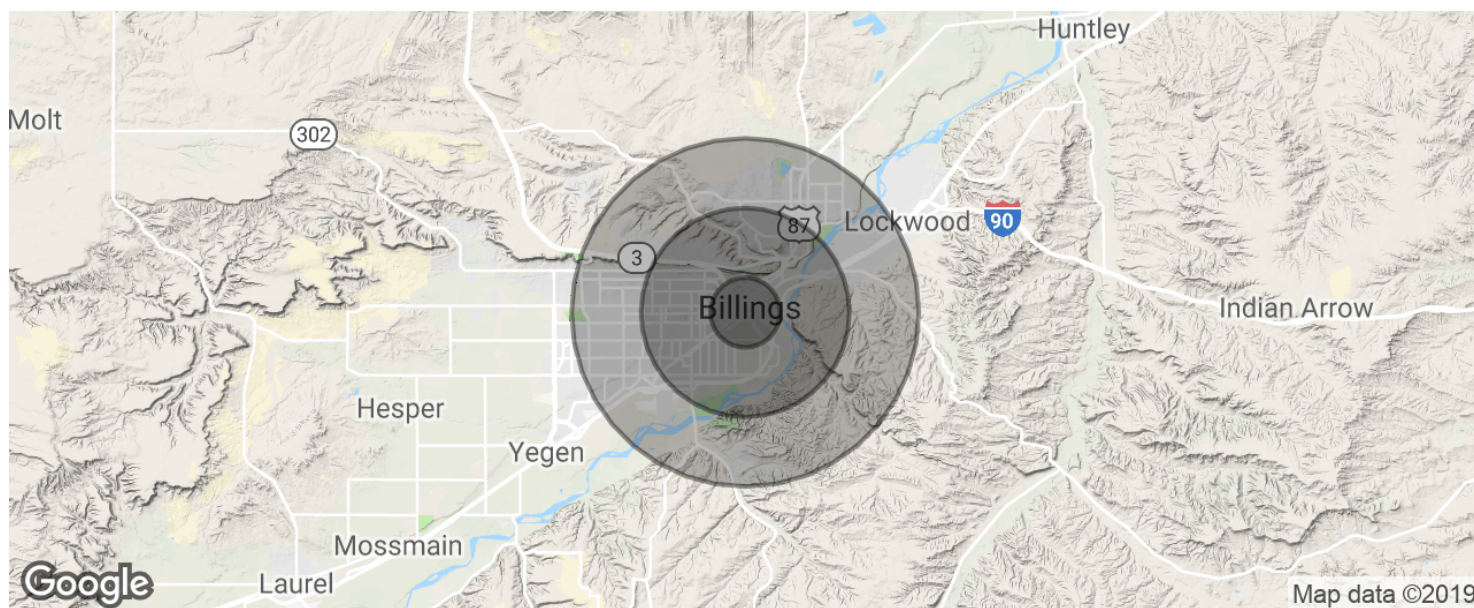 Huntley
Molt
302
87
Lockwood
90
3
Billings
Indian Arrow
Hesper
Yegen
Mossmain
Laurel
Google
Map data ©2019